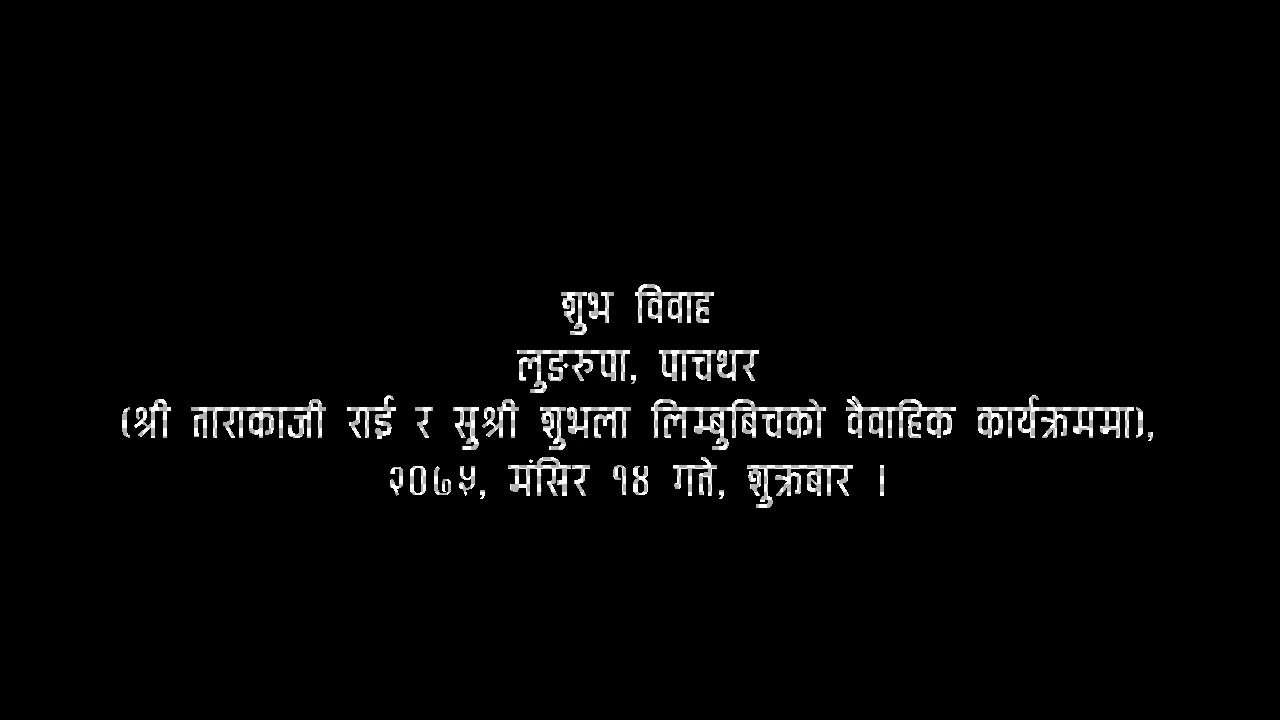 शुभ विवाह
लुङरुपा, पाचथर
(श्री ताराकाजी राई र सुश्री शुभला लिम्बुबिचको वैवाहिक कार्यक्रममा),
२०७५, मंसिर १४ गते, शुक्रबार ।